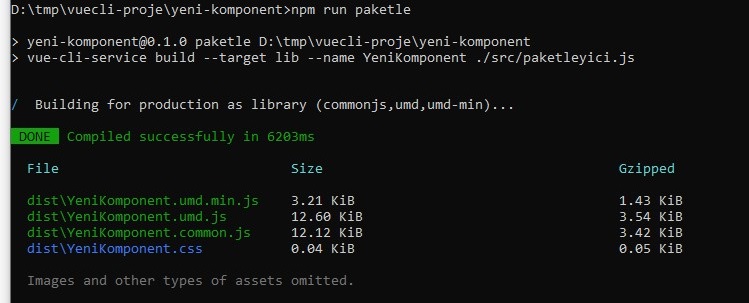 D:\tmp\vuecli-proje\yeni-komponent>npm run paketle
> yeni-komponent@0.1.0 paketle D:\tmp\vuecli-proje\yeni-komponent
> vue-cli-service build --target lib --name YeniKomponent ./src/paketleyici.js
/  Building for production as library (commonjs,umd,umd-min)...
DONE  Compiled successfully in 6203ms
File  Size  Gzipped
dist\YeniKomponent.umd.min.js  3.21 KiB  1.43 KiB
dist\YeniKomponent.umd.js  12.60 KiB  3.54 KiB
dist\YeniKomponent.common.js  12.12 KiB  3.42 KiB
dist\YeniKomponent.css  0.04 KiB  0.05 KiB
Images and other types of assets omitted.